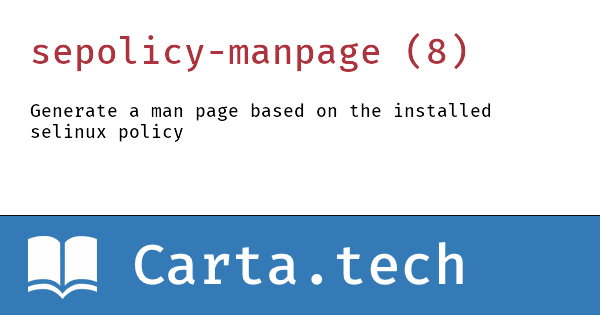 sepolicy-manpage (8)
Generate a man page based on the installed
selinux policy
Carta.tech